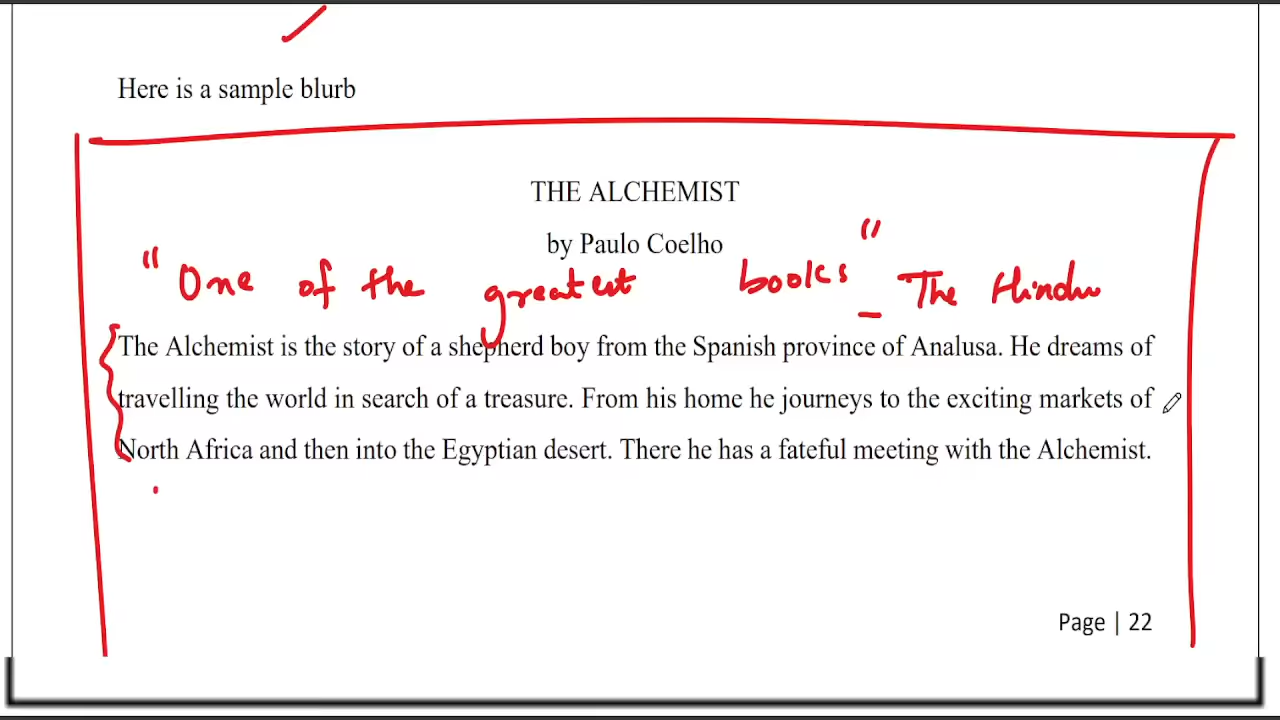 Here is a sample blurb
THE ALCHEMIST
by Paulo Coelho
"One of the greatest books" - The Hindu
The Alchemist is the story of a shepherd boy from the Spanish province of Analusa. He dreams of
travelling the world in search of a treasure. From his home he journeys to the exciting markets of
North Africa and then into the Egyptian desert. There he has a fateful meeting with the Alchemist.
Page | 22